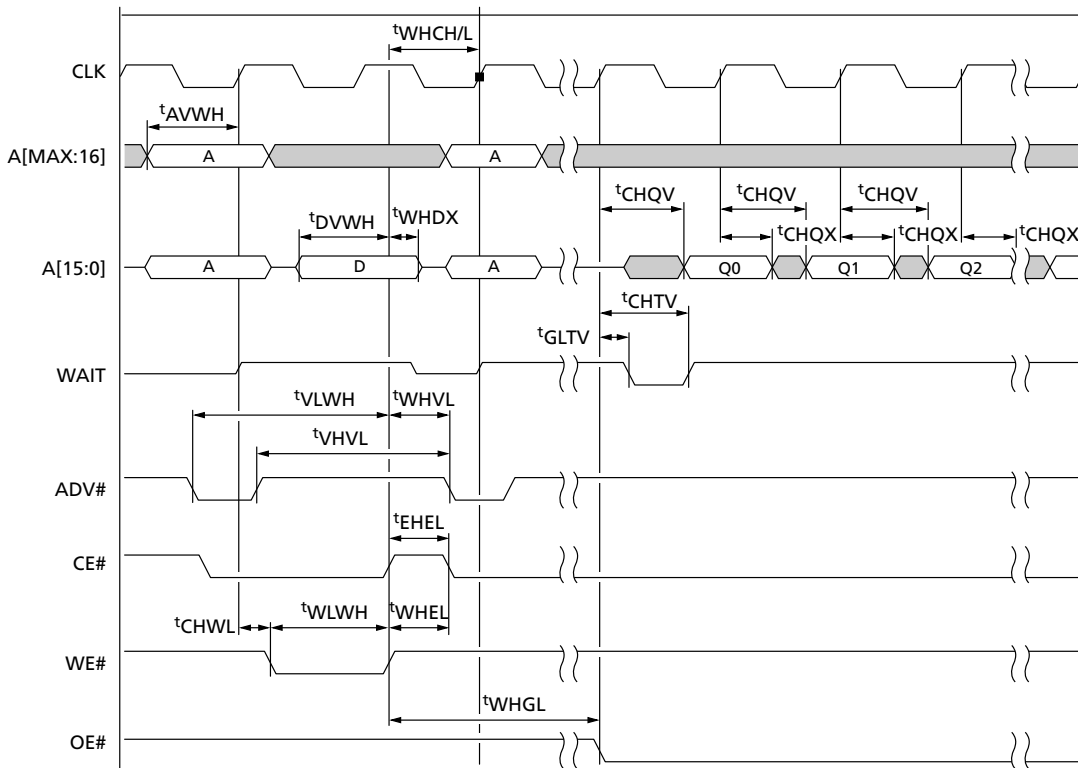 tWHCH/L
CLK
tAVWH
A[MAX:16]
A
A
tCHQV
tCHQV
tCHQV
tDVWH
tWHDX
tCHQX
tCHQX
tCHQX
A[15:0]
A
D
A
Q0
Q1
Q2
tCHTV
tGLTV
WAIT
tVLWH
tWHVL
tVHVL
ADV#
tEHEL
CE#
tCHWL
tWLWH
tWHEL
WE#
tWHGL
OE#